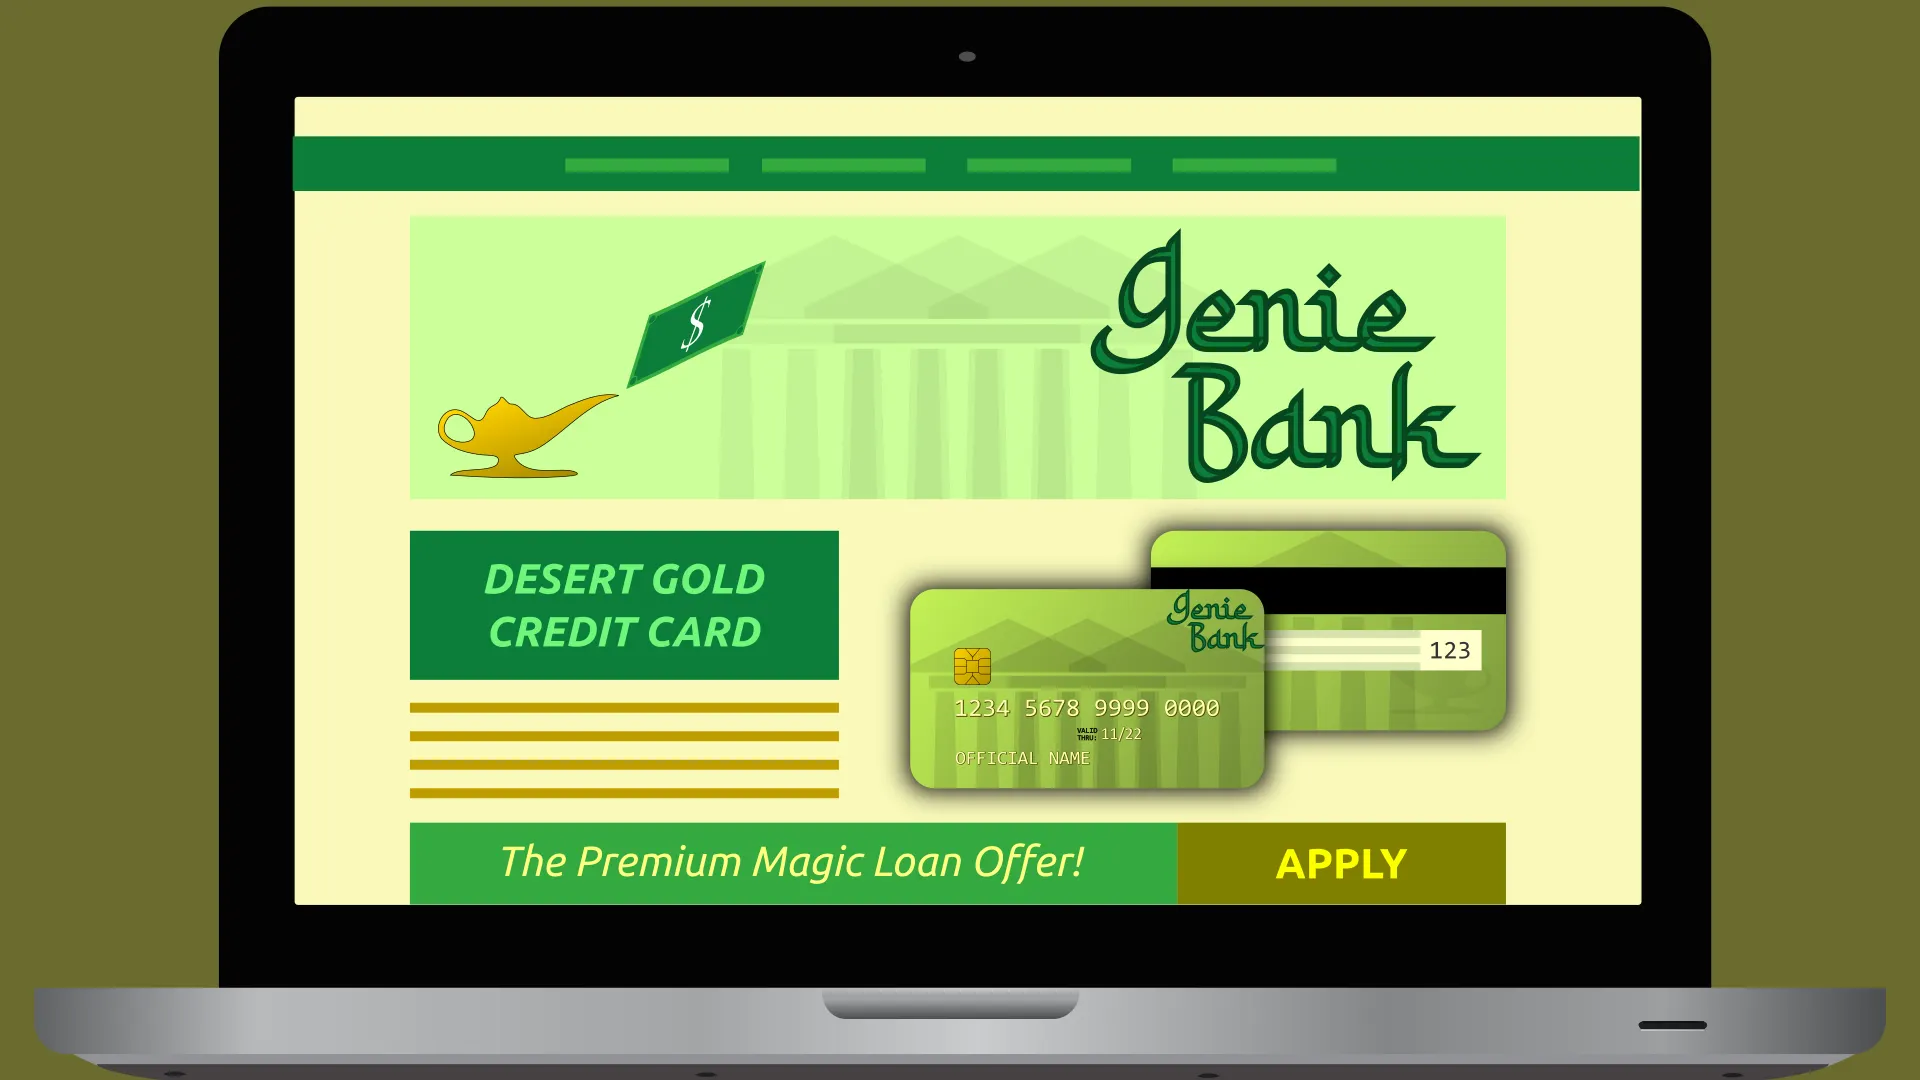 $
genie
Bank
DESERT GOLD
CREDIT CARD
genie
Bank
1234 5678 9999 0000
VALID
THRU: 11/22
OFFICIAL NAME
123
The Premium Magic Loan Offer!
APPLY